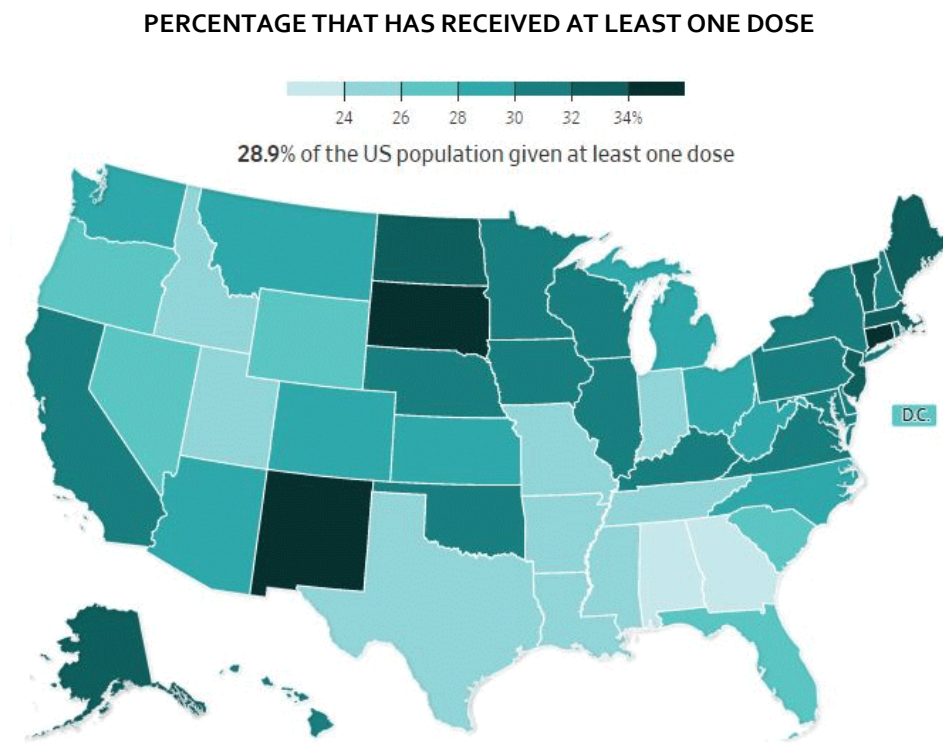 PERCENTAGE THAT HAS RECEIVED AT LEAST ONE DOSE
24 26 28 30 32 34%
28.9% of the US population given at least one dose
D.C.